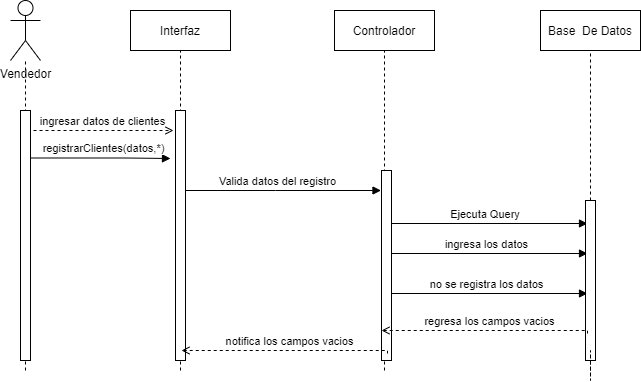 Interfaz
Controlador
Base De Datos
Vendedor
ingresar datos de clientes
registrarClientes(datos,*)
Valida datos del registro
Ejecuta Query
ingresa los datos
no se registra los datos
regresa los campos vacios
notifica los campos vacios